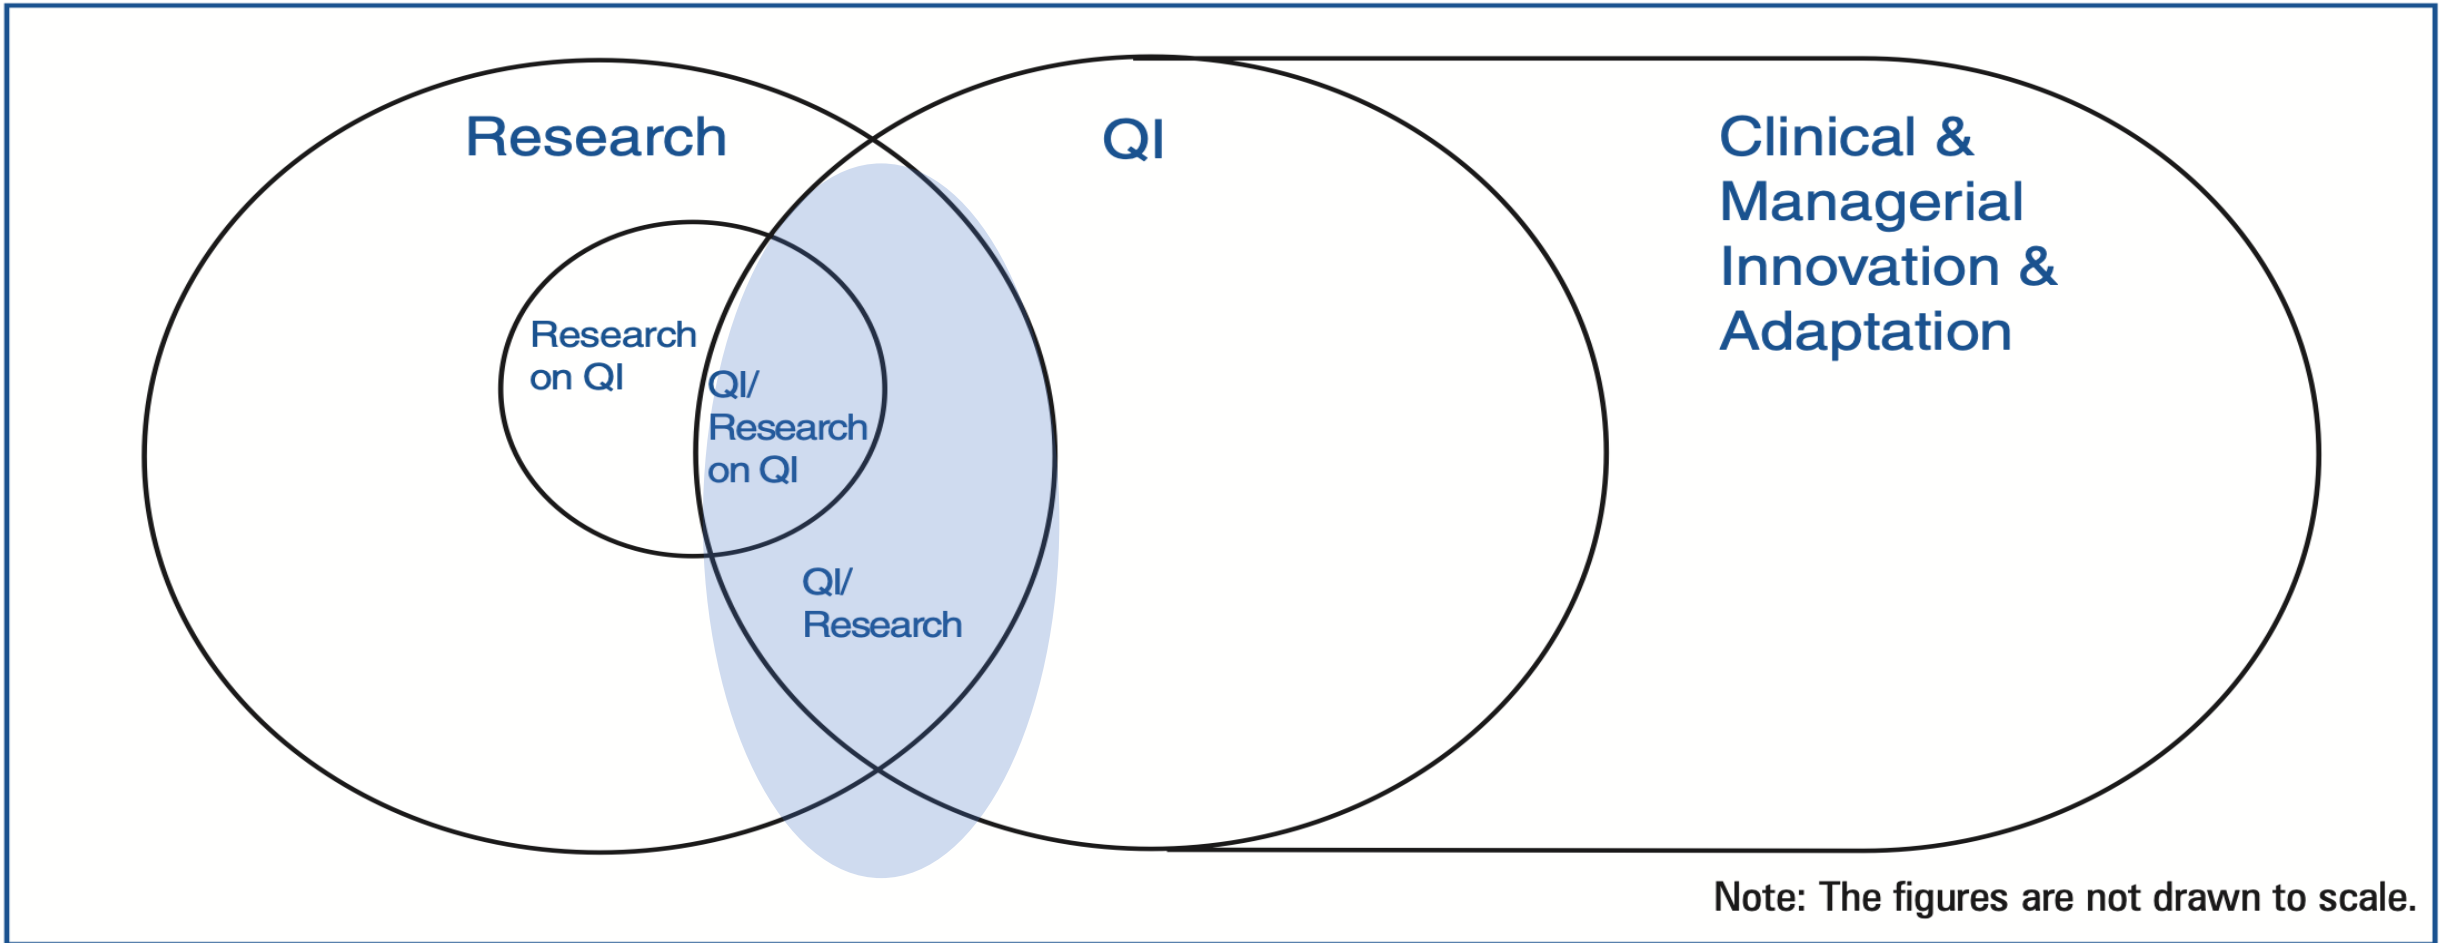 Research
QI
Clinical &
Managerial
Innovation &
Adaptation
Research
on QI
QI/
Research
on QI
QI/
Research
Note: The figures are not drawn to scale.